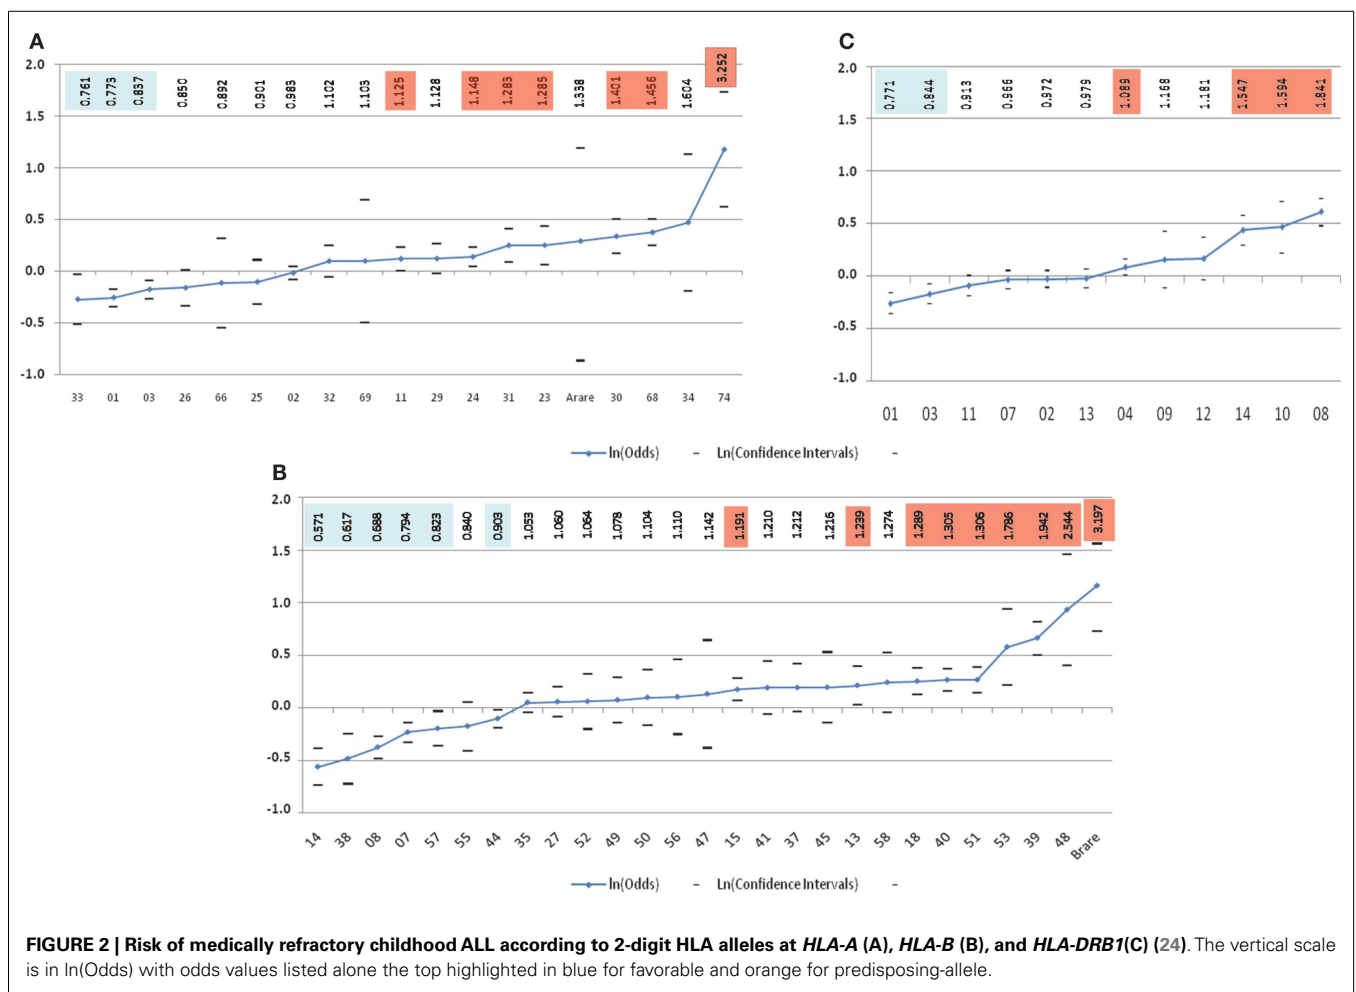 A
2.0
0.761 0.773 0.837 0.850 0.892 0.901 0.983 1.102 1.103 1.125 1.128 1.148 1.283 1.285 1.338 1.401 1.456 1.604 3.252
1.5
1.0
0.5
0.0
-0.5
-1.0
33 01 03 26 66 25 02 32 69 11 29 24 31 23 Arare 30 68 34 74
C
2.0
0.771 0.844 0.913 0.966 0.972 0.979 1.089 1.168 1.181 1.547 1.594 1.841
1.5
1.0
0.5
0.0
-0.5
-1.0
01 03 11 07 02 13 04 09 12 14 10 08
ln(Odds) – Ln(Confidence Intervals) –
B
2.0
0.571 0.617 0.688 0.794 0.823 0.840 0.903 1.053 1.060 1.064 1.078 1.104 1.110 1.142 1.191 1.210 1.212 1.216 1.239 1.274 1.289 1.305 1.306 1.786 1.942 2.544 3.197
1.5
1.0
0.5
0.0
-0.5
-1.0
14 38 08 07 57 55 44 35 27 52 49 50 56 47 15 41 37 45 13 58 18 40 51 53 39 48 Brare
ln(Odds) – Ln(Confidence Intervals) –
FIGURE 2 | Risk of medically refractory childhood ALL according to 2-digit HLA alleles at HLA-A (A), HLA-B (B), and HLA-DRB1(C) (24). The vertical scale
is in ln(Odds) with odds values listed alone the top highlighted in blue for favorable and orange for predisposing-allele.